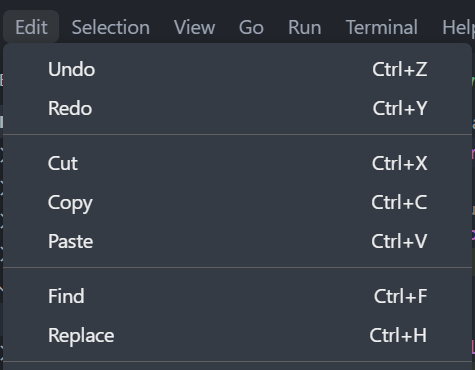 Edit Selection View Go Run Terminal
Undo Ctrl+Z
Redo Ctrl+Y
Cut Ctrl+X
Copy Ctrl+C
Paste Ctrl+V
Find Ctrl+F
Replace Ctrl+H